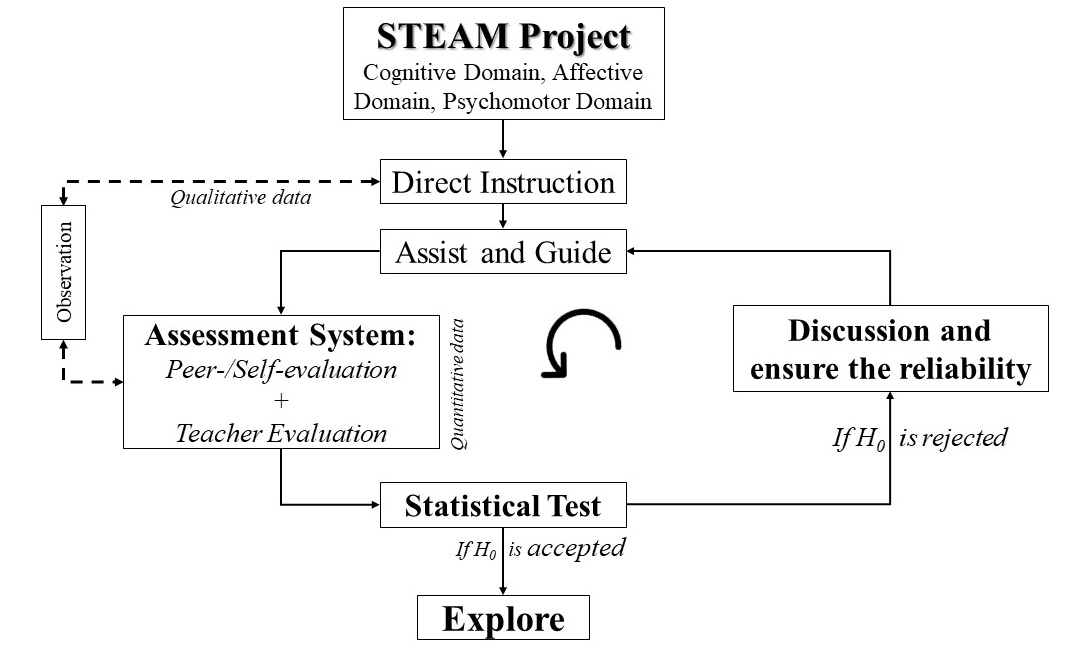 STEAM Project
Cognitive Domain, Affective
Domain, Psychomotor Domain
Direct Instruction
Qualitative data
Observation
Assist and Guide
Assessment System:
Peer-/Self-evaluation
+
Teacher Evaluation
Quantitative data
Discussion and
ensure the reliability
If H₀ is rejected
Statistical Test
If H₀ is accepted
Explore